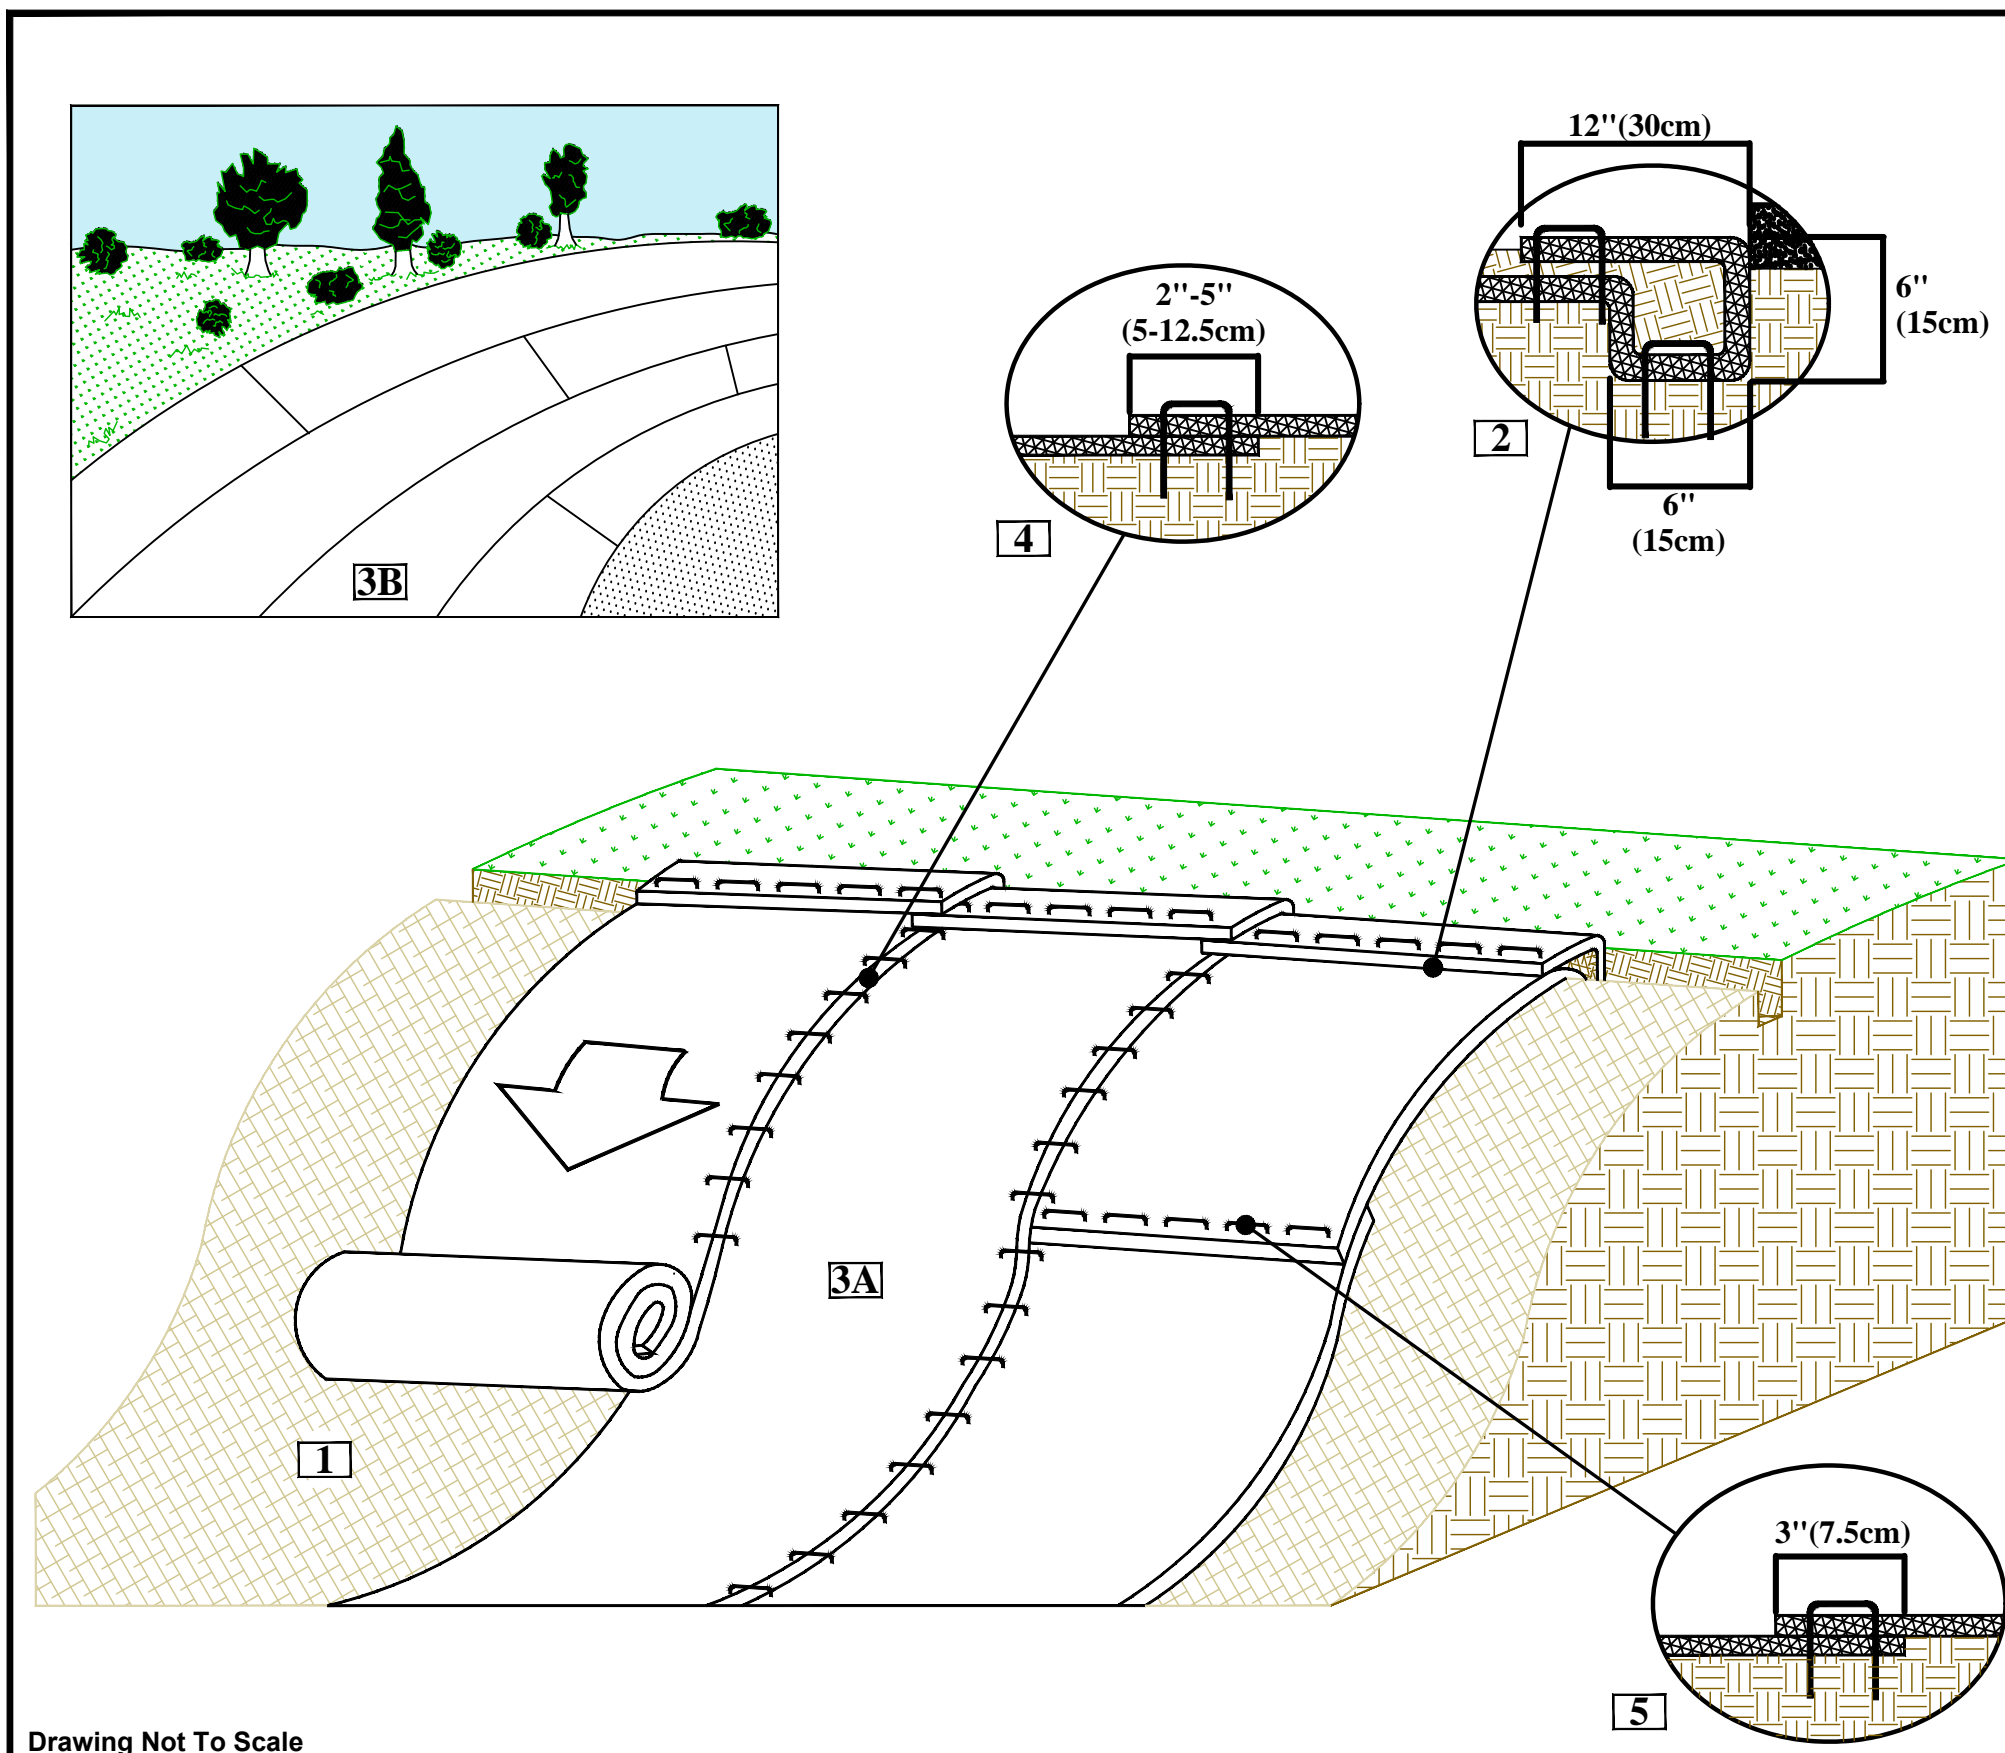 12"(30cm)
6"
(15cm)
2"-5"
(5-12.5cm)
2
6"
(15cm)
4
3B
3A
1
3"(7.5cm)
5
Drawing Not To Scale